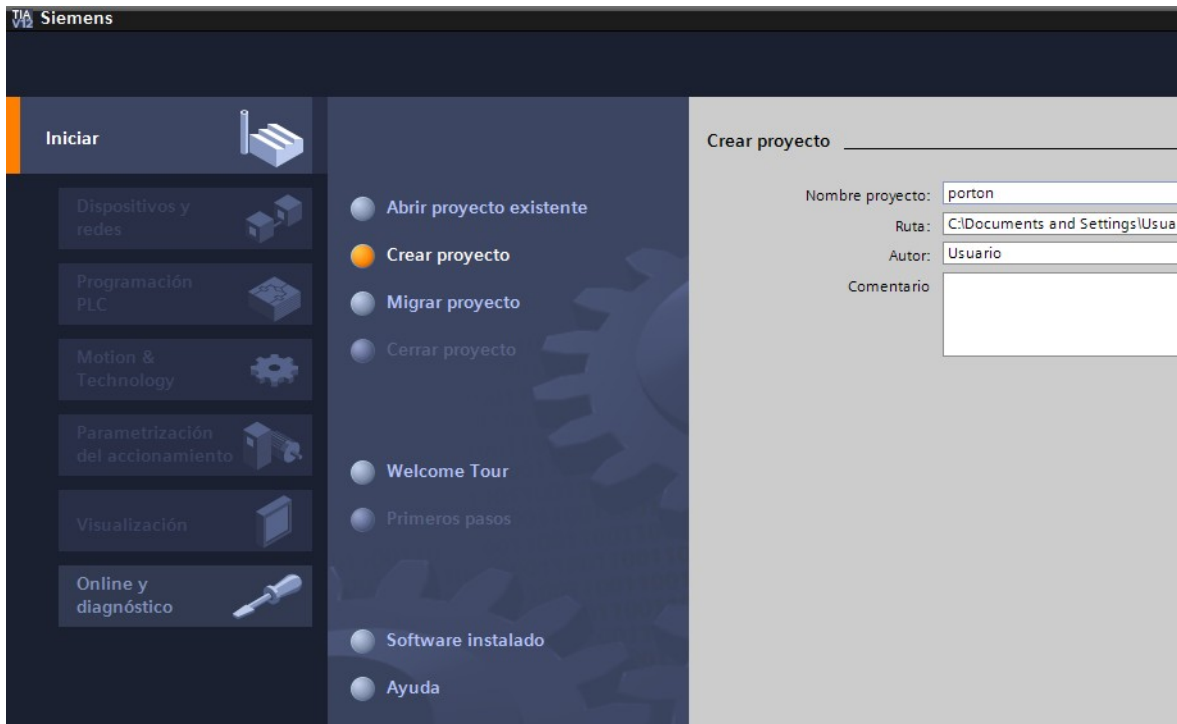 TIA V12 Siemens
Iniciar
Dispositivos y
redes
Programación
PLC
Motion &
Technology
Parametrización
del accionamiento
Visualización
Online y
diagnóstico
Abrir proyecto existente
Crear proyecto
Migrar proyecto
Cerrar proyecto
Welcome Tour
Primeros pasos
Software instalado
Ayuda
Crear proyecto
Nombre proyecto: porton
Ruta: C:\Documents and Settings\Usua
Autor: Usuario
Comentario